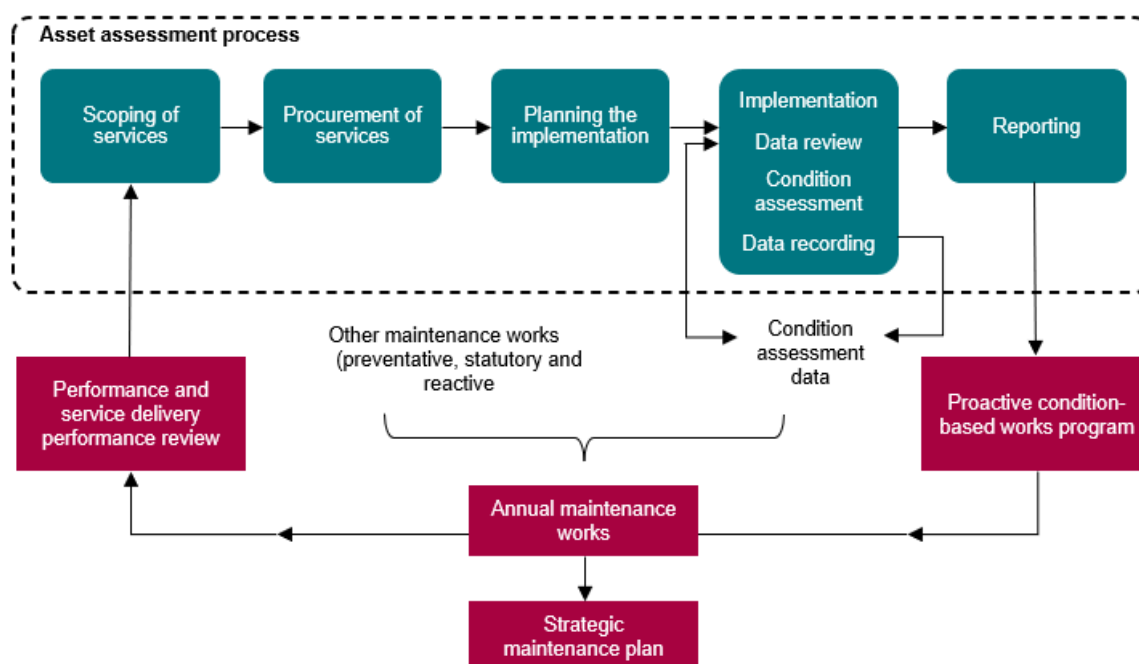 Asset assessment process
Scoping of
services
Procurement of
services
Planning the
implementation
Implementation
Data review
Condition
assessment
Data recording
Reporting
Other maintenance works
(preventative, statutory and
reactive
Condition
assessment
data
Performance and
service delivery
performance review
Proactive condition-
based works program
Annual maintenance
works
Strategic
maintenance plan